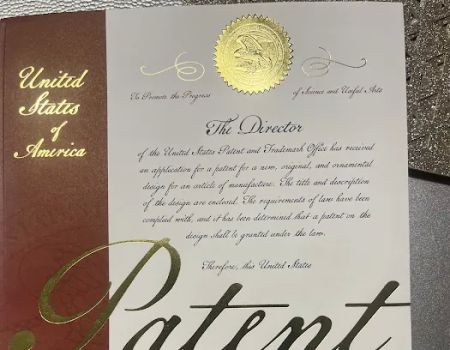 United
States
of
America
To Promote the Progress
of Science and Useful Arts
The Director
of the United States Patent and Trademark Office has received
an application for a patent for a new, original, and ornamental
design for an article of manufacture. The title and description
of the design are enclosed. The requirements of law have been
complied with, and it has been determined that a patent on the
design shall be granted under the law.
Therefore, this United States
Patent